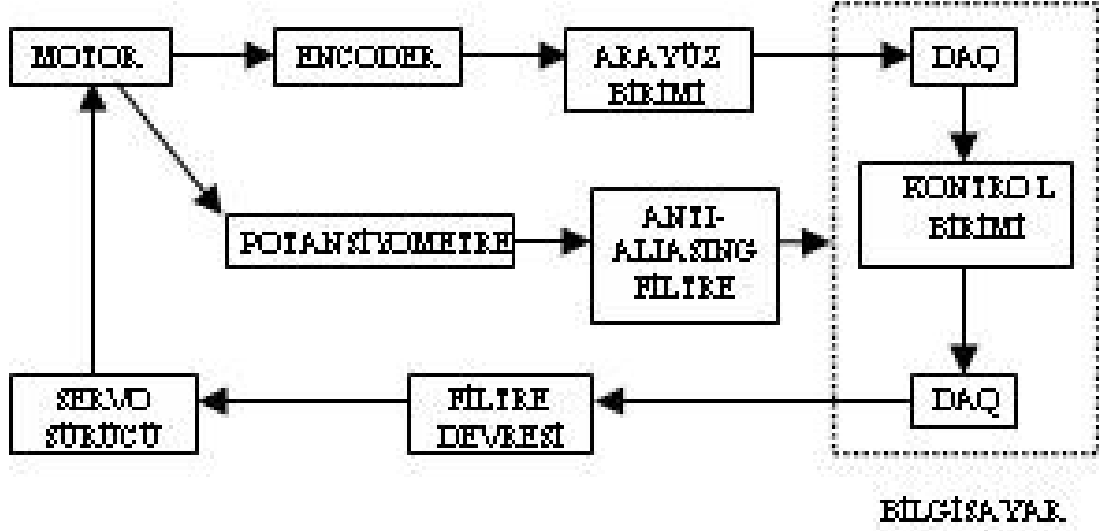 MOTOR
ENCODER
ARAYÜZ
BİRİMİ
DAQ
KONTROL
BİRİMİ
POTANSİYOMETRE
ANTI-
ALIASING
FİLTRE
SERVO
SÜRÜCÜ
FİLTRE
DEVRESİ
DAQ
BİLGİSAYAR